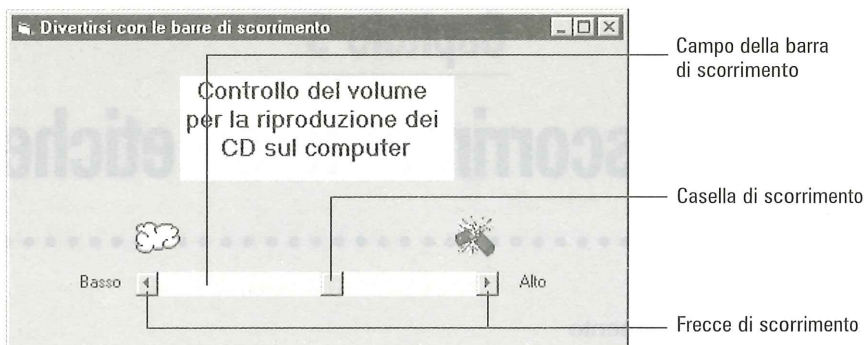 Divertirsi con le barre di scorrimento
Campo della barra
di scorrimento
Controllo del volume
per la riproduzione dei
CD sul computer
Casella di scorrimento
Basso
Alto
Frecce di scorrimento